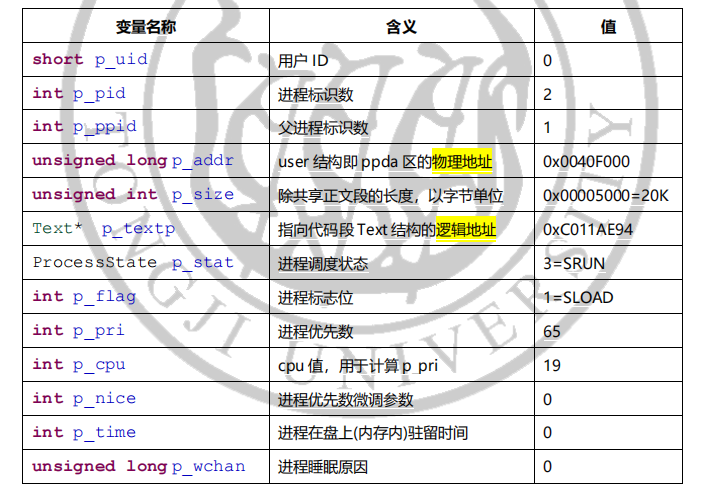 变量名称 含义 值
short p_uid 用户 ID 0
int p_pid 进程标识数 2
int p_ppid 父进程标识数 1
unsigned long p_addr user 结构即 ppda 区的物理地址 0x0040F000
unsigned int p_size 除共享正文段的长度，以字节单位 0x00005000=20K
Text* p_textp 指向代码段 Text 结构的逻辑地址 0xC011AE94
ProcessState p_stat 进程调度状态 3=SRUN
int p_flag 进程标志位 1=SLOAD
int p_pri 进程优先数 65
int p_cpu cpu 值，用于计算 p_pri 19
int p_nice 进程优先数微调参数 0
int p_time 进程在盘上(内存内)驻留时间 0
unsigned long p_wchan 进程睡眠原因 0
TONGJI UNIVERSITY